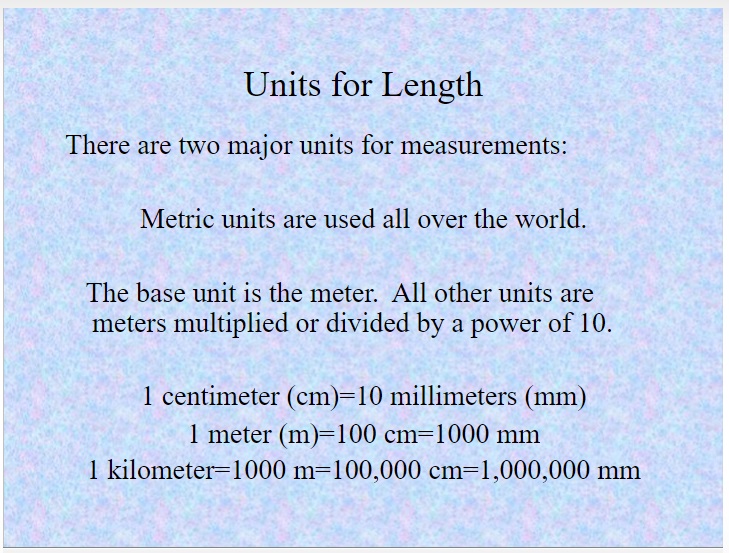 Units for Length
There are two major units for measurements:
Metric units are used all over the world.
The base unit is the meter.  All other units are
meters multiplied or divided by a power of 10.
1 centimeter (cm)=10 millimeters (mm)
1 meter (m)=100 cm=1000 mm
1 kilometer=1000 m=100,000 cm=1,000,000 mm